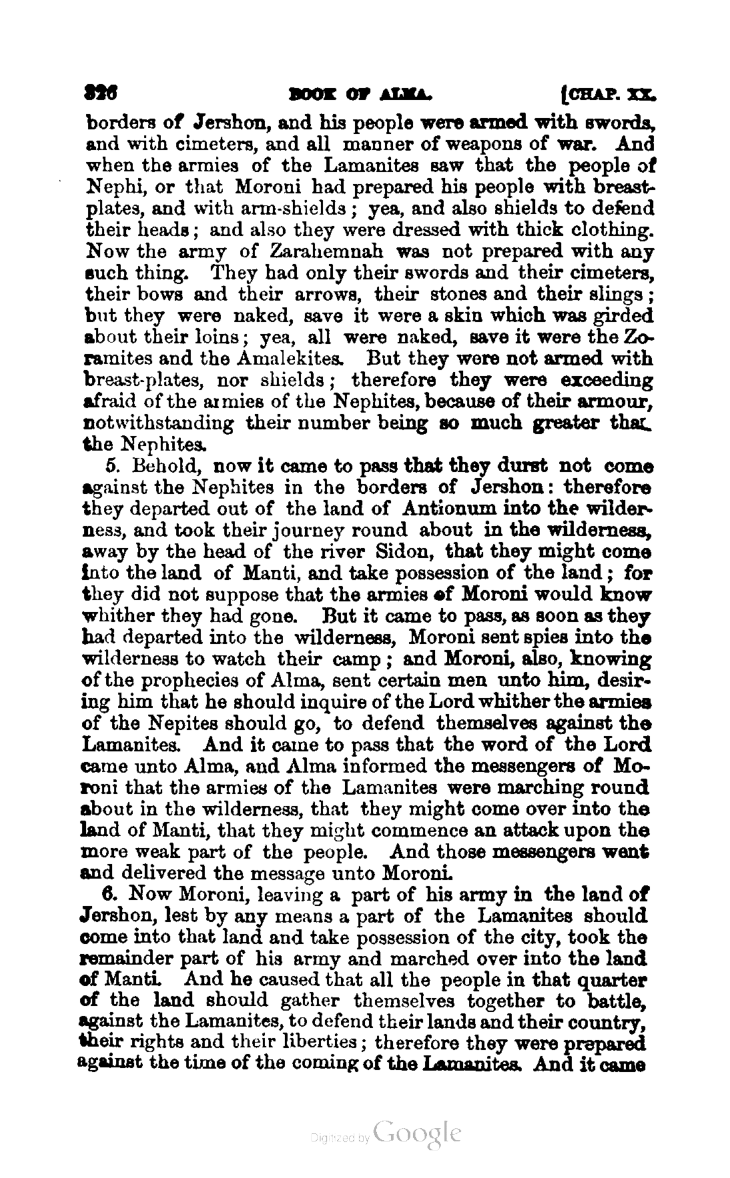 326 BOOK OF ALMA. [CHAP. XX.
borders of Jershon, and his people were armed with swords,
and with cimeters, and all manner of weapons of war. And
when the armies of the Lamanites saw that the people of
Nephi, or that Moroni had prepared his people with breast-
plates, and with arm-shields; yea, and also shields to defend
their heads; and also they were dressed with thick clothing.
Now the army of Zarahemnah was not prepared with any
such thing. They had only their swords and their cimeters,
their bows and their arrows, their stones and their slings;
but they were naked, save it were a skin which was girded
about their loins; yea, all were naked, save it were the Zo-
ramites and the Amalekites. But they were not armed with
breast-plates, nor shields; therefore they were exceeding
afraid of the armies of the Nephites, because of their armour,
notwithstanding their number being so much greater than
the Nephites.
5. Behold, now it came to pass that they durst not come
against the Nephites in the borders of Jershon: therefore
they departed out of the land of Antionum into the wilder-
ness, and took their journey round about in the wilderness,
away by the head of the river Sidon, that they might come
into the land of Manti, and take possession of the land; for
they did not suppose that the armies of Moroni would know
whither they had gone. But it came to pass, as soon as they
had departed into the wilderness, Moroni sent spies into the
wilderness to watch their camp; and Moroni, also, knowing
of the prophecies of Alma, sent certain men unto him, desir-
ing him that he should inquire of the Lord whither the armies
of the Nepites should go, to defend themselves against the
Lamanites. And it came to pass that the word of the Lord
came unto Alma, and Alma informed the messengers of Mo-
roni that the armies of the Lamanites were marching round
about in the wilderness, that they might come over into the
land of Manti, that they might commence an attack upon the
more weak part of the people. And those messengers went
and delivered the message unto Moroni.
6. Now Moroni, leaving a part of his army in the land of
Jershon, lest by any means a part of the Lamanites should
come into that land and take possession of the city, took the
remainder part of his army and marched over into the land
of Manti. And he caused that all the people in that quarter
of the land should gather themselves together to battle,
against the Lamanites, to defend their lands and their country,
their rights and their liberties; therefore they were prepared
against the time of the coming of the Lamanites. And it came
Digitized by Google